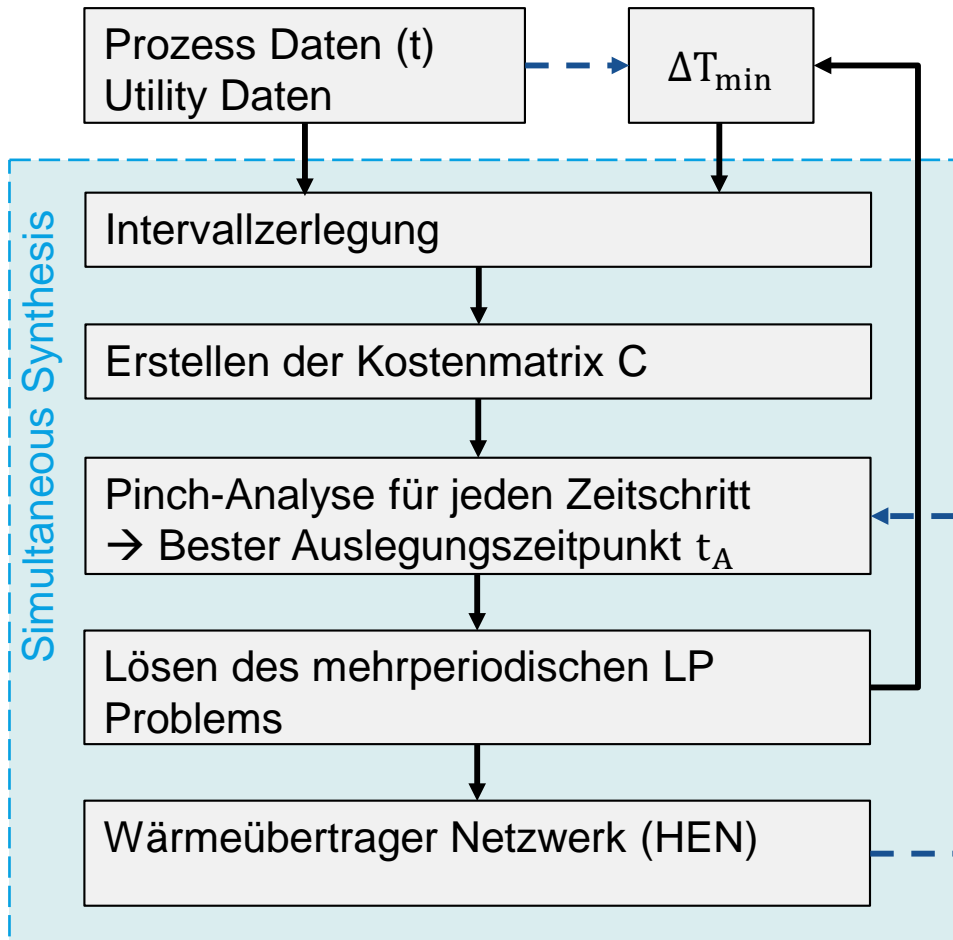 Prozess Daten (t)
Utility Daten
ΔTmin
Simultaneous Synthesis
Intervallzerlegung
Erstellen der Kostenmatrix C
Pinch-Analyse für jeden Zeitschritt
→ Bester Auslegungszeitpunkt tA
Lösen des mehrperiodischen LP
Problems
Wärmeübertrager Netzwerk (HEN)